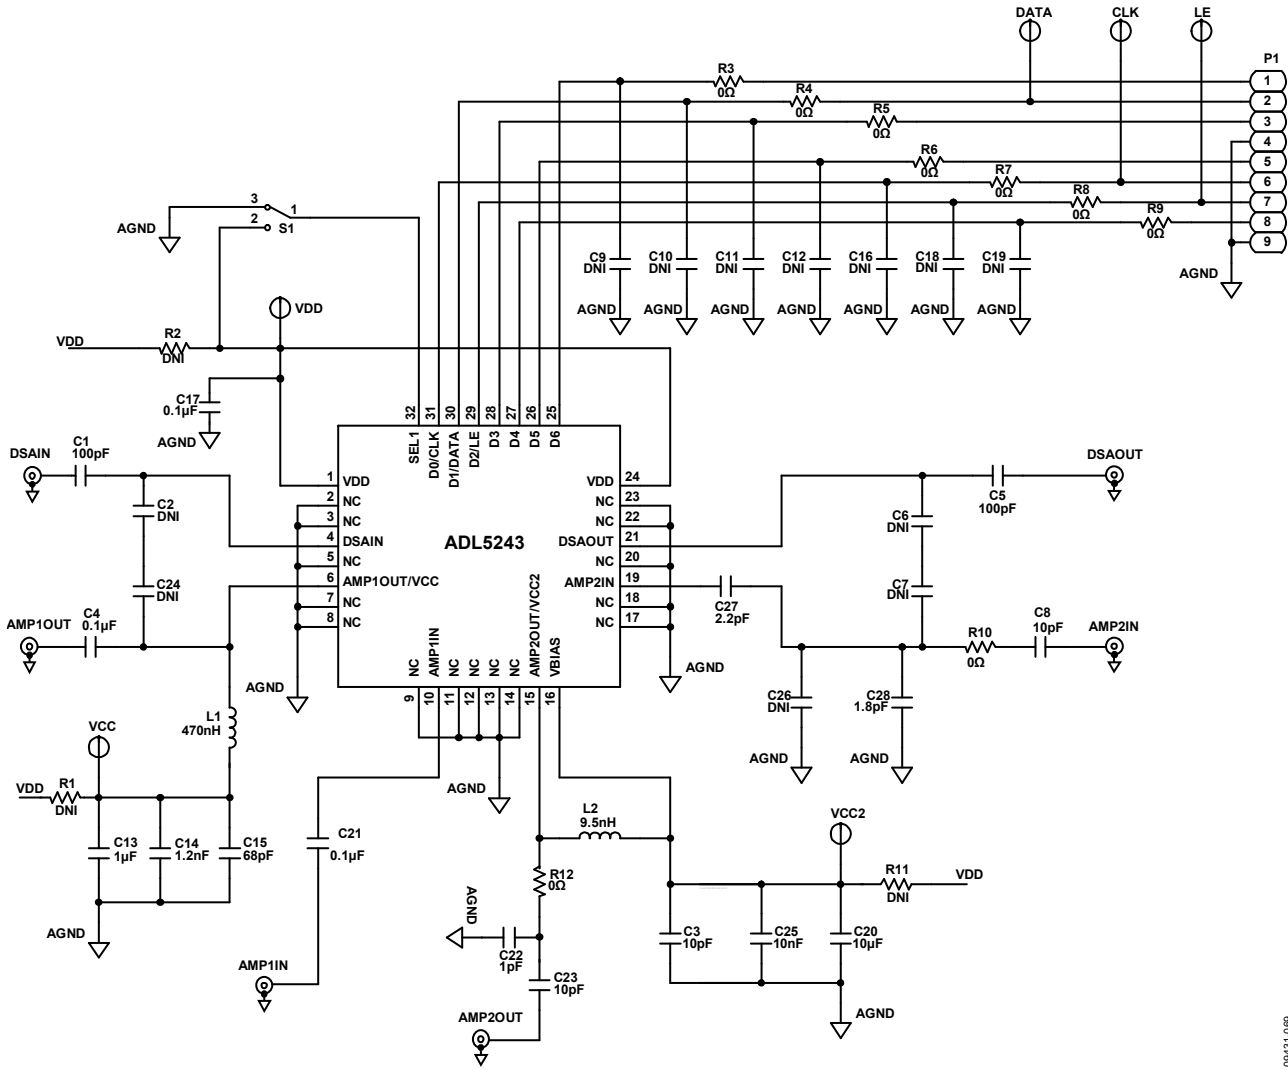 DATA CLK LE
P1
R3
0Ω
1
R4
0Ω
2
R5
0Ω
3
4
R6
0Ω
5
R7
0Ω
6
R8
0Ω
7
R9
0Ω
8
9
AGND
3
2
1
S1
AGND
C9
DNI
C10
DNI
C11
DNI
C12
DNI
C16
DNI
C18
DNI
C19
DNI
AGND AGND AGND AGND AGND AGND AGND
VDD
VDD
R2
DNI
C17
0.1µF
AGND
32 31 30 29 28 27 26 25
SEL1 D0/CLK D1/DATA D2/LE D3 D4 D5 D6
DSAIN
C1
100pF
C2
DNI
C24
DNI
AMP1OUT
C4
0.1µF
1 VDD
2 NC
3 NC
4 DSAIN
5 NC
6 AMP1OUT/VCC
7 NC
8 NC
ADL5243
VDD 24
NC 23
NC 22
DSAOUT 21
NC 20
AMP2IN 19
NC 18
NC 17
NC AMP1IN NC NC NC NC AMP2OUT/VCC2 VBIAS
9 10 11 12 13 14 15 16
AGND
AGND
AGND
DSAOUT
C5
100pF
C6
DNI
C7
DNI
C27
2.2pF
R10
0Ω
C8
10pF
AMP2IN
C26
DNI
C28
1.8pF
AGND
AGND
L1
470nH
VCC
VDD
R1
DNI
C13
1µF
C14
1.2nF
C15
68pF
AGND
C21
0.1µF
AMP1IN
L2
9.5nH
R12
0Ω
AGND
C22
1pF
C23
10pF
AMP2OUT
VCC2
R11
DNI
VDD
C3
10pF
C25
10nF
C20
10µF
AGND
09431-069